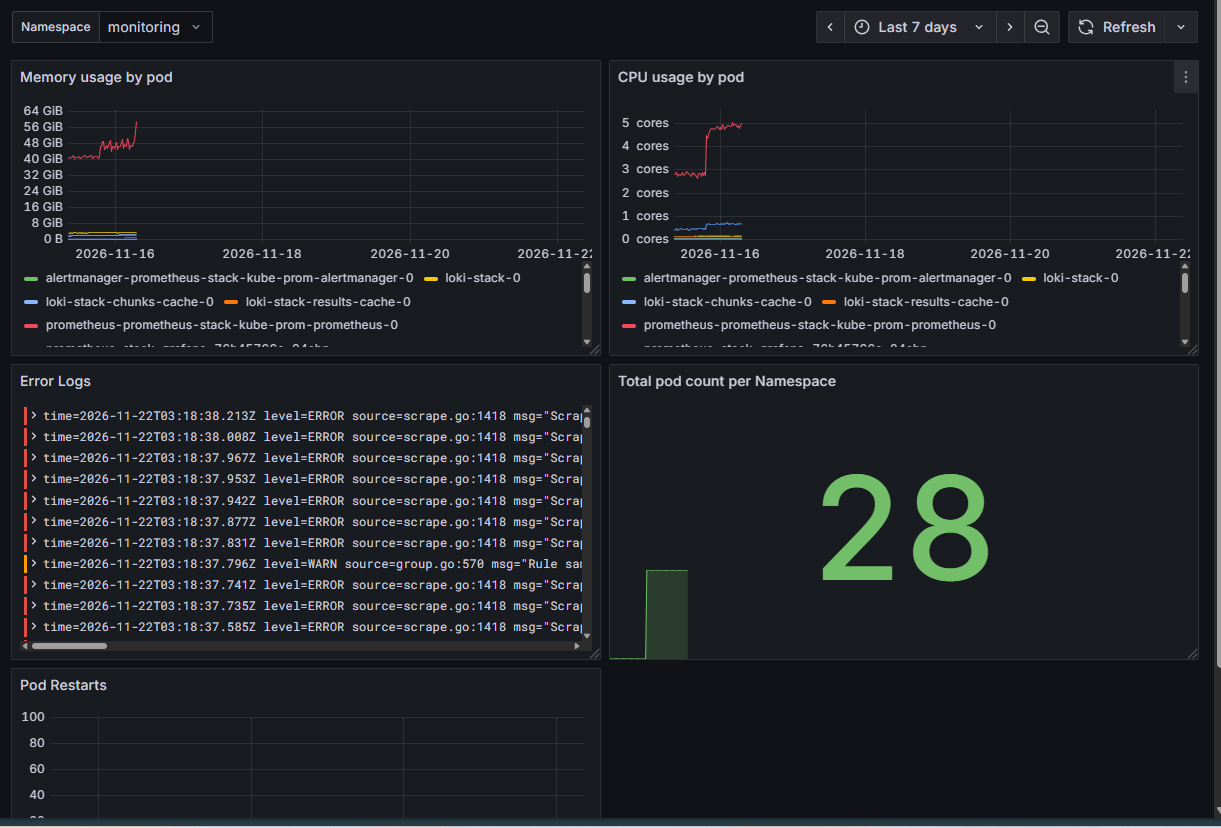 Namespace monitoring Last 7 days Refresh
Memory usage by pod
64 GiB
56 GiB
48 GiB
40 GiB
32 GiB
24 GiB
16 GiB
8 GiB
0 B
2026-11-16 2026-11-18 2026-11-20 2026-11-22
alertmanager-prometheus-stack-kube-prom-alertmanager-0 loki-stack-0
loki-stack-chunks-cache-0 loki-stack-results-cache-0
prometheus-prometheus-stack-kube-prom-prometheus-0
CPU usage by pod
5 cores
4 cores
3 cores
2 cores
1 cores
0 cores
2026-11-16 2026-11-18 2026-11-20 2026-11-22
alertmanager-prometheus-stack-kube-prom-alertmanager-0 loki-stack-0
loki-stack-chunks-cache-0 loki-stack-results-cache-0
prometheus-prometheus-stack-kube-prom-prometheus-0
Error Logs
time=2026-11-22T03:18:38.213Z level=ERROR source=scrape.go:1418 msg="Scrap
time=2026-11-22T03:18:38.008Z level=ERROR source=scrape.go:1418 msg="Scrap
time=2026-11-22T03:18:37.967Z level=ERROR source=scrape.go:1418 msg="Scrap
time=2026-11-22T03:18:37.953Z level=ERROR source=scrape.go:1418 msg="Scrap
time=2026-11-22T03:18:37.942Z level=ERROR source=scrape.go:1418 msg="Scrap
time=2026-11-22T03:18:37.877Z level=ERROR source=scrape.go:1418 msg="Scrap
time=2026-11-22T03:18:37.831Z level=ERROR source=scrape.go:1418 msg="Scrap
time=2026-11-22T03:18:37.796Z level=WARN source=group.go:570 msg="Rule sam
time=2026-11-22T03:18:37.741Z level=ERROR source=scrape.go:1418 msg="Scrap
time=2026-11-22T03:18:37.735Z level=ERROR source=scrape.go:1418 msg="Scrap
time=2026-11-22T03:18:37.585Z level=ERROR source=scrape.go:1418 msg="Scrap
Total pod count per Namespace
28
Pod Restarts
100
80
60
40